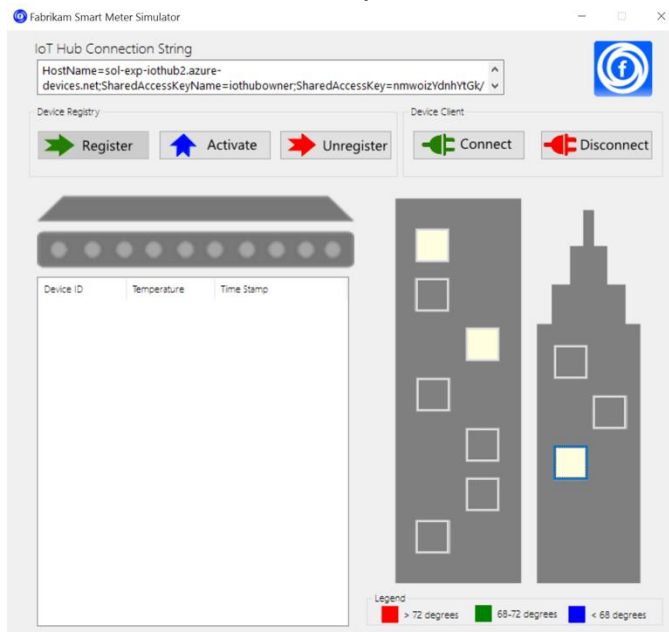 Fabrikam Smart Meter Simulator
IoT Hub Connection String
HostName=sol-exp-iothub2.azure-
devices.net;SharedAccessKeyName=iothubowner;SharedAccessKey=nmwoizYdnhYtGk/
Device Registry
Register
Activate
Unregister
Device Client
Connect
Disconnect
Device ID Temperature Time Stamp
Legend
> 72 degrees 68-72 degrees < 68 degrees